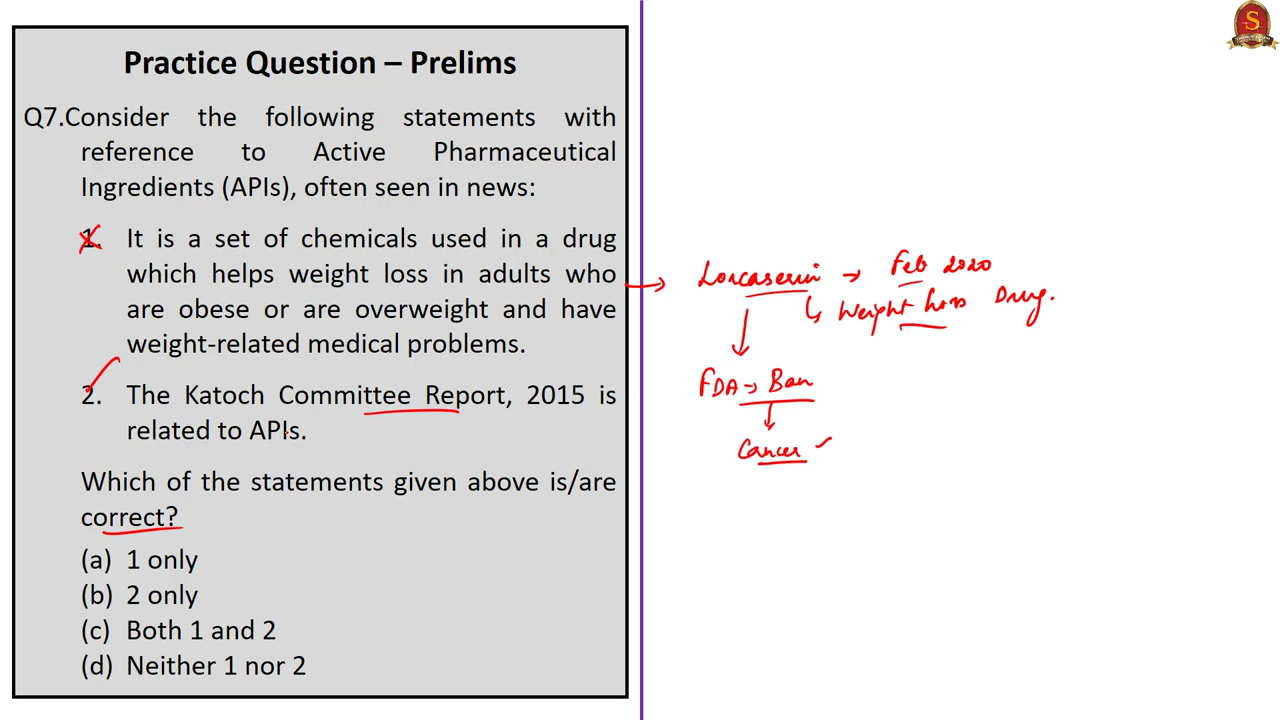 Practice Question – Prelims
Q7.Consider the following statements with
reference to Active Pharmaceutical
Ingredients (APIs), often seen in news:
1. It is a set of chemicals used in a drug
which helps weight loss in adults who
are obese or are overweight and have
weight-related medical problems.
2. The Katoch Committee Report, 2015 is
related to APIs.
Which of the statements given above is/are
correct?
(a) 1 only
(b) 2 only
(c) Both 1 and 2
(d) Neither 1 nor 2
Lorcaserin → Feb 2020
↳ Weight loss Drug.
FDA → Ban
Cancer ✓
S